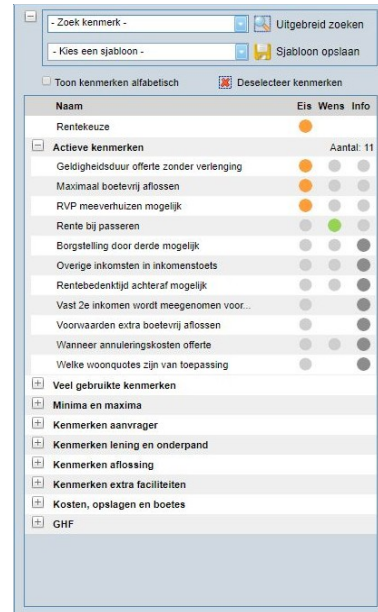 - Zoek kenmerk -
Uitgebreid zoeken
- Kies een sjabloon -
Sjabloon opslaan
Toon kenmerken alfabetisch Deselecteer kenmerken
Naam Eis Wens Info
Rentekeuze
Actieve kenmerken Aantal: 11
Geldigheidsduur offerte zonder verlenging
Maximaal boetevrij aflossen
RVP meeverhuizen mogelijk
Rente bij passeren
Borgstelling door derde mogelijk
Overige inkomsten in inkomenstoets
Rentebedenktijd achteraf mogelijk
Vast 2e inkomen wordt meegenomen voor...
Voorwaarden extra boetevrij aflossen
Wanneer annuleringskosten offerte
Welke woonquotes zijn van toepassing
Veel gebruikte kenmerken
Minima en maxima
Kenmerken aanvrager
Kenmerken lening en onderpand
Kenmerken aflossing
Kenmerken extra faciliteiten
Kosten, opslagen en boetes
GHF